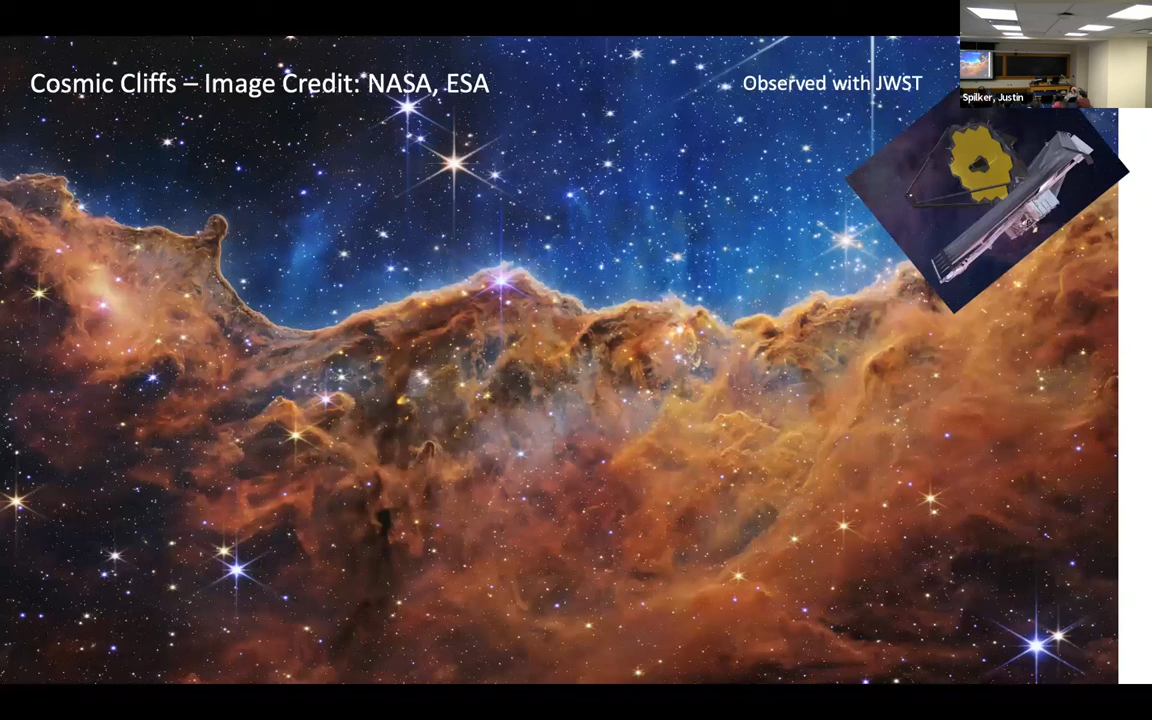 Cosmic Cliffs – Image Credit: NASA, ESA
Observed with JWST
Spilker, Justin